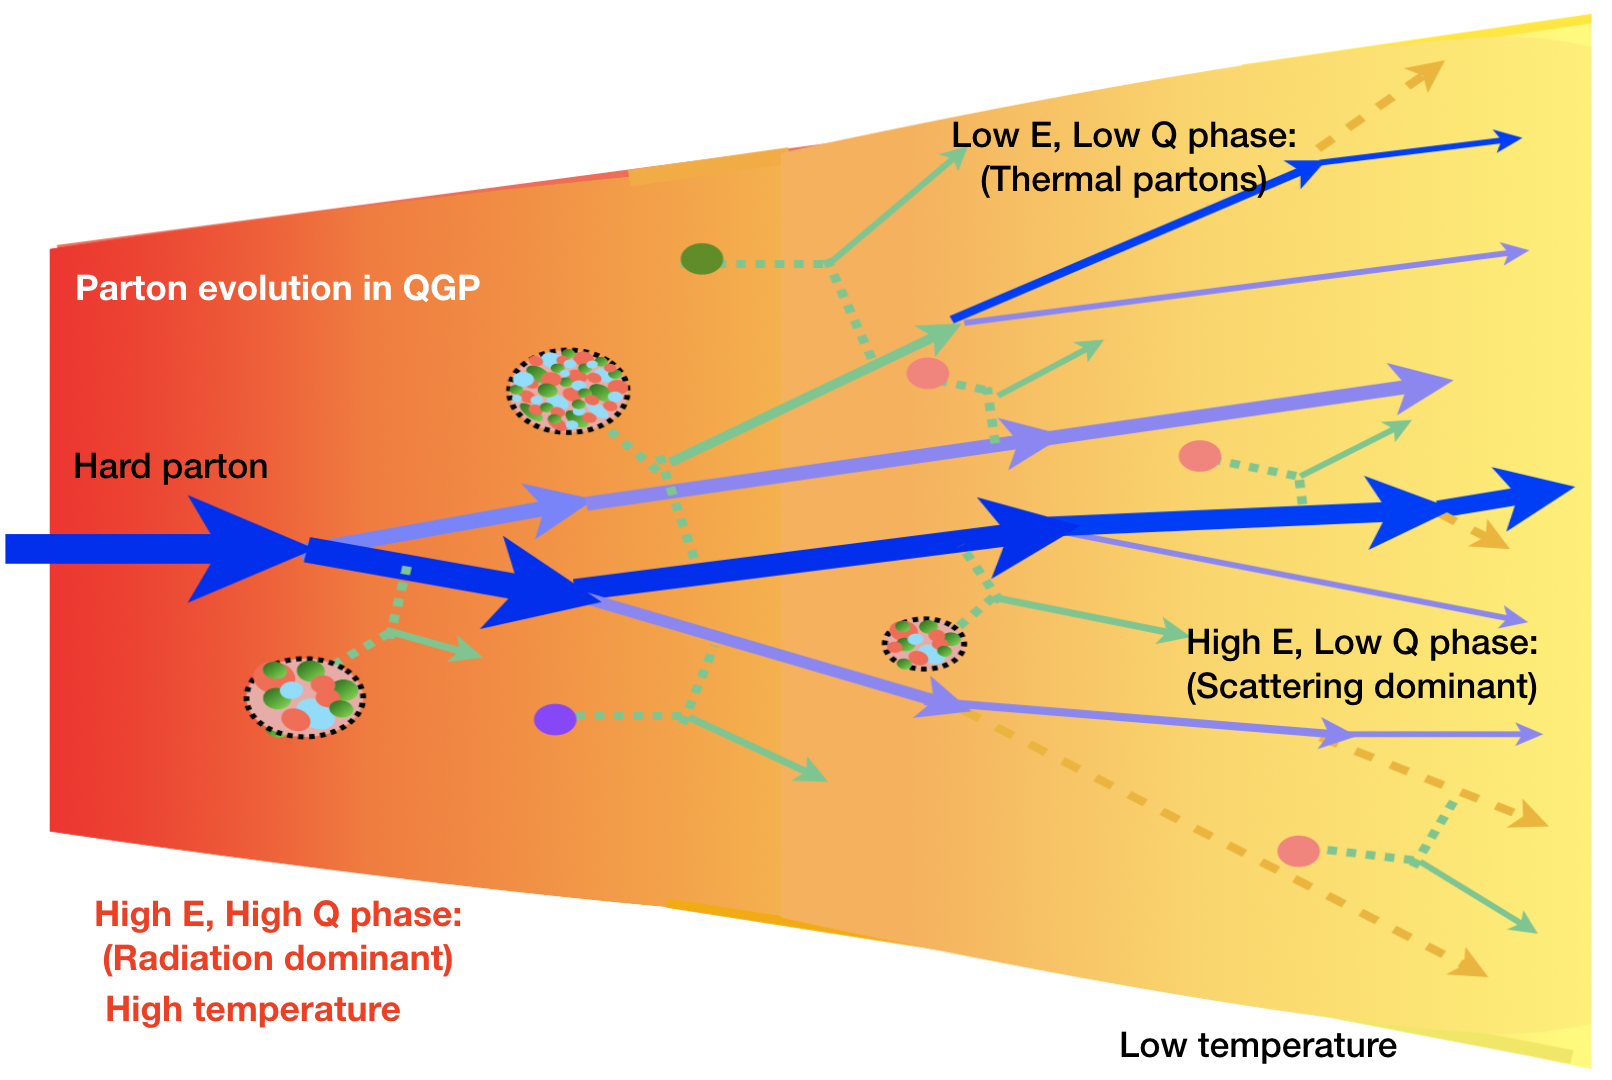 Low E, Low Q phase:
(Thermal partons)
Parton evolution in QGP
Hard parton
High E, Low Q phase:
(Scattering dominant)
High E, High Q phase:
(Radiation dominant)
High temperature
Low temperature